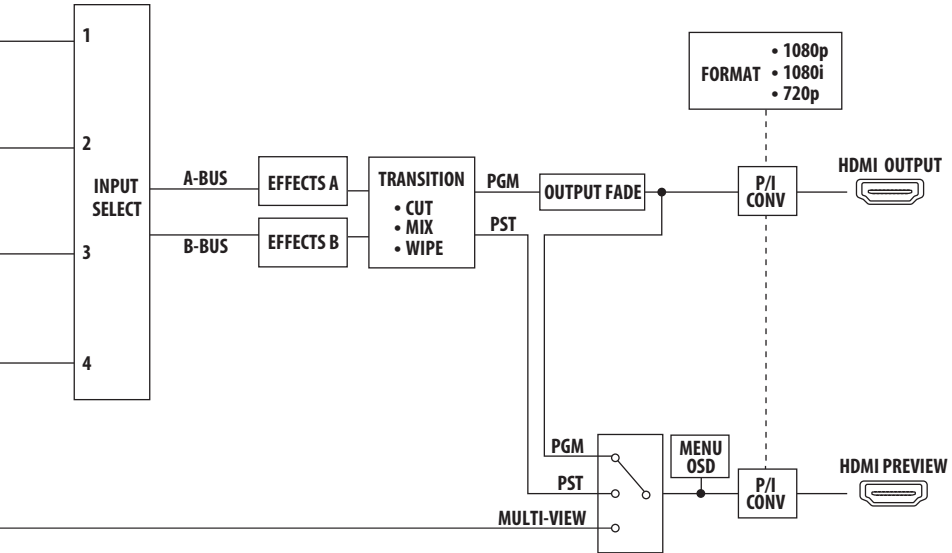 1
2
3
4
INPUT
SELECT
A-BUS
B-BUS
EFFECTS A
EFFECTS B
TRANSITION
• CUT
• MIX
• WIPE
PGM
PST
OUTPUT FADE
FORMAT
• 1080p
• 1080i
• 720p
P/I
CONV
HDMI OUTPUT
PGM
PST
MULTI-VIEW
MENU
OSD
P/I
CONV
HDMI PREVIEW